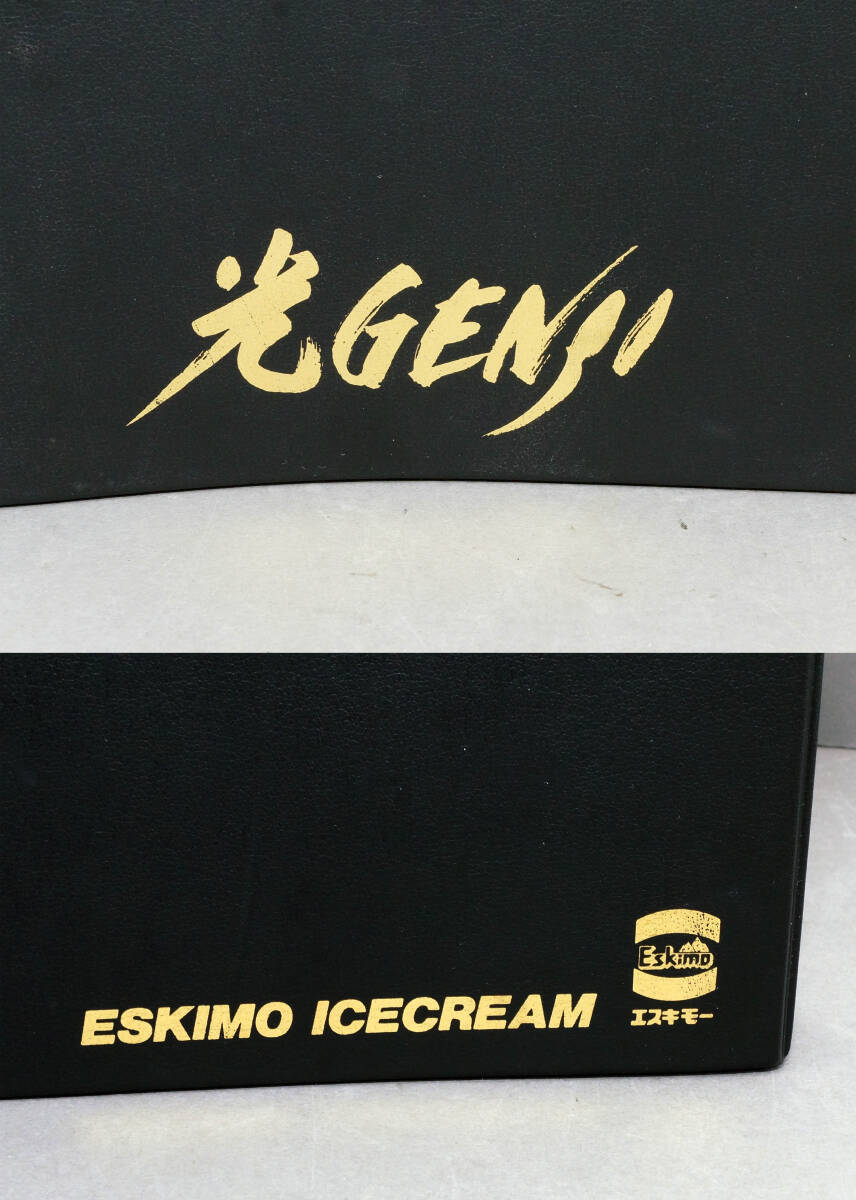 光GENJI
ESKIMO ICECREAM
Eskimo
エスキモー